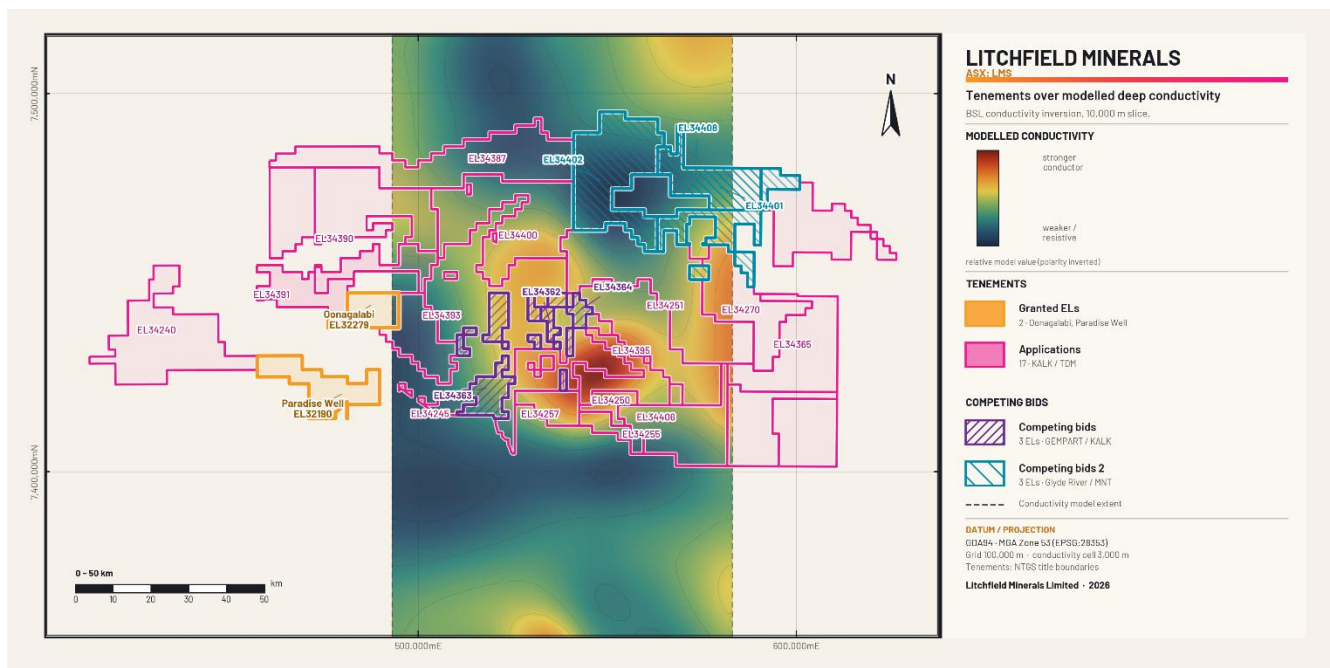 7,500,000mN
7,400,000mN
500,000mE
600,000mE
N
EL34408
EL34402
EL34387
EL34401
EL34390
EL34400
EL34391
EL34362
EL34364
Oonagalabi
EL32279
EL34393
EL34251
EL34270
EL34240
EL34395
EL34365
Paradise Well
EL32190
EL34363
EL34245
EL34257
EL34250
EL34406
EL34255
0 – 50 km
km
0 10 20 30 40 50
LITCHFIELD MINERALS
ASX: LMS
Tenements over modelled deep conductivity
BSL conductivity inversion, 10,000 m slice.
MODELLED CONDUCTIVITY
stronger
conductor
weaker /
resistive
relative model value (polarity inverted)
TENEMENTS
Granted ELs
2 · Oonagalabi, Paradise Well
Applications
17 · KALK / TDM
COMPETING BIDS
Competing bids
3 ELs · GEMPART / KALK
Competing bids 2
3 ELs · Glyde River / MNT
Conductivity model extent
DATUM / PROJECTION
GDA94 · MGA Zone 53 (EPSG:28353)
Grid 100,000 m · conductivity cell 3,000 m
Tenements: NTGS title boundaries
Litchfield Minerals Limited · 2026